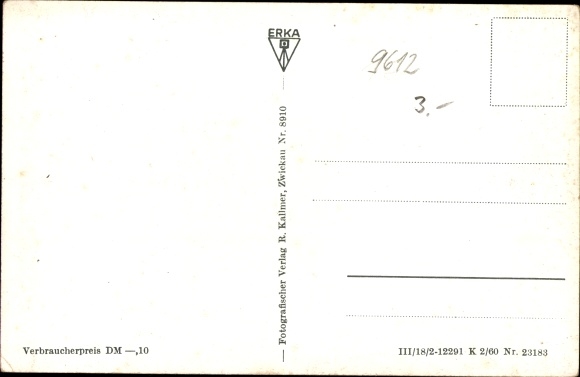 ERKA
9612
3.-
— Fotografischer Verlag R. Kallmer, Zwickau Nr. 8910 —
Verbraucherpreis DM —,10
III/18/2-12291 K 2/60 Nr. 23183